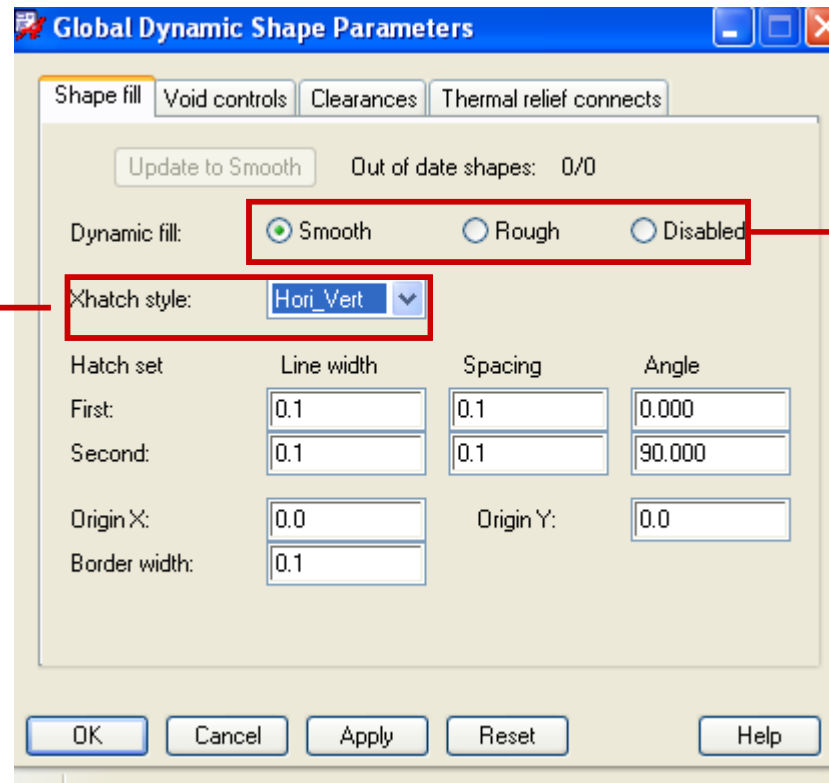 Global Dynamic Shape Parameters
Shape fill Void controls Clearances Thermal relief connects
Update to Smooth Out of date shapes: 0/0
Dynamic fill: Smooth Rough Disabled
Xhatch style: Hori_Vert
Hatch set Line width Spacing Angle
First: 0.1 0.1 0.000
Second: 0.1 0.1 90.000
Origin X: 0.0 Origin Y: 0.0
Border width: 0.1
OK Cancel Apply Reset Help